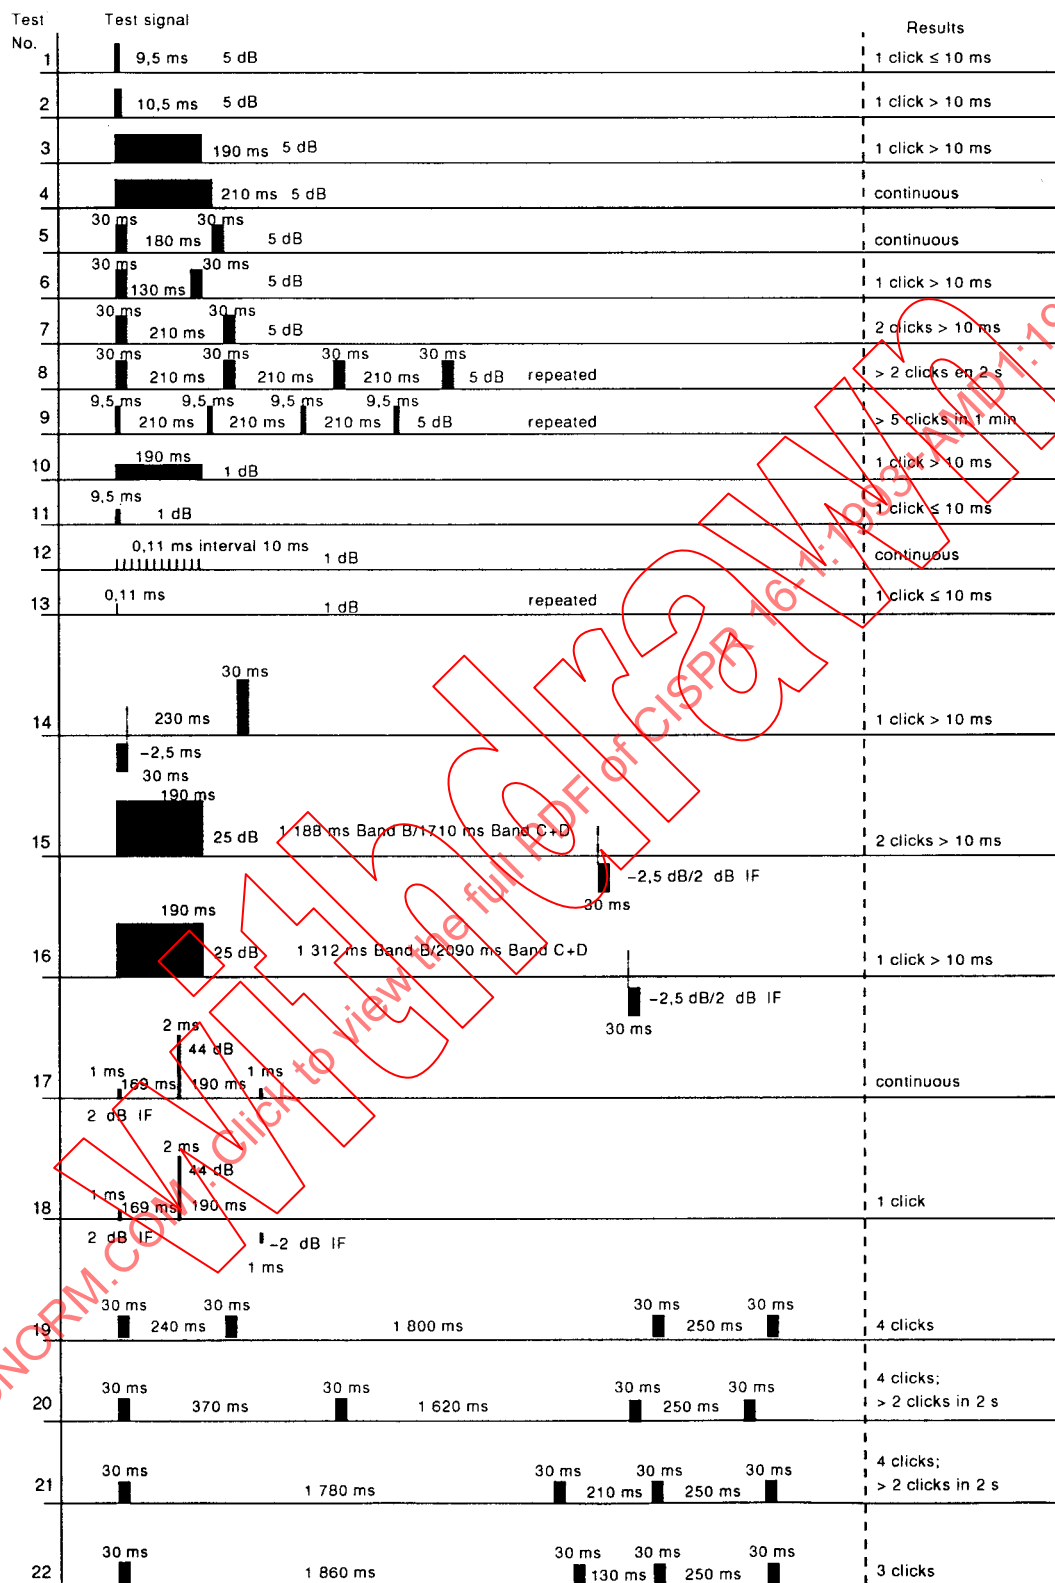 Test Test signal Results
No.
1 9,5 ms 5 dB 1 click ≤ 10 ms
2 10,5 ms 5 dB 1 click > 10 ms
3 190 ms 5 dB 1 click > 10 ms
4 210 ms 5 dB continuous
30 ms 30 ms
5 180 ms 5 dB continuous
30 ms 30 ms
6 130 ms 5 dB 1 click > 10 ms
30 ms 30 ms
7 210 ms 5 dB 2 clicks > 10 ms
30 ms 30 ms 30 ms 30 ms
8 210 ms 210 ms 210 ms 5 dB repeated > 2 clicks en 2 s
9,5 ms 9,5 ms 9,5 ms 9,5 ms
9 210 ms 210 ms 210 ms 5 dB repeated > 5 clicks in 1 min
190 ms
10 1 dB 1 click > 10 ms
9,5 ms
11 1 dB 1 click ≤ 10 ms
0,11 ms interval 10 ms
12 1 dB continuous
0,11 ms
13 1 dB repeated 1 click ≤ 10 ms
30 ms
14 230 ms 1 click > 10 ms
-2,5 ms
30 ms
190 ms
15 25 dB 1 188 ms Band B/1710 ms Band C+D 2 clicks > 10 ms
-2,5 dB/2 dB IF
30 ms
190 ms
16 25 dB 1 312 ms Band B/2090 ms Band C+D 1 click > 10 ms
-2,5 dB/2 dB IF
30 ms
2 ms
44 dB
1 ms 1 ms
17 169 ms 190 ms continuous
2 dB IF
2 ms
44 dB
1 ms
18 169 ms 190 ms 1 click
2 dB IF -2 dB IF
1 ms
30 ms 30 ms 30 ms 30 ms
19 240 ms 1 800 ms 250 ms 4 clicks
30 ms 30 ms 30 ms 30 ms 4 clicks;
20 370 ms 1 620 ms 250 ms > 2 clicks in 2 s
30 ms 30 ms 30 ms 30 ms 4 clicks;
21 1 780 ms 210 ms 250 ms > 2 clicks in 2 s
30 ms 30 ms 30 ms 30 ms
22 1 860 ms 130 ms 250 ms 3 clicks
Withdrawn
NORM.COM : Click to view the full PDF of CISPR 16-1:1993+AMD1:19